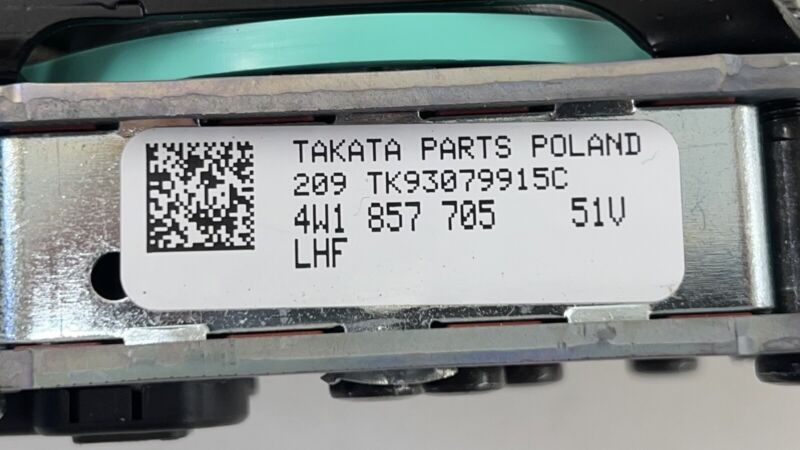 TAKATA PARTS POLAND
209 TK93079915C
4W1 857 705 51V
LHF